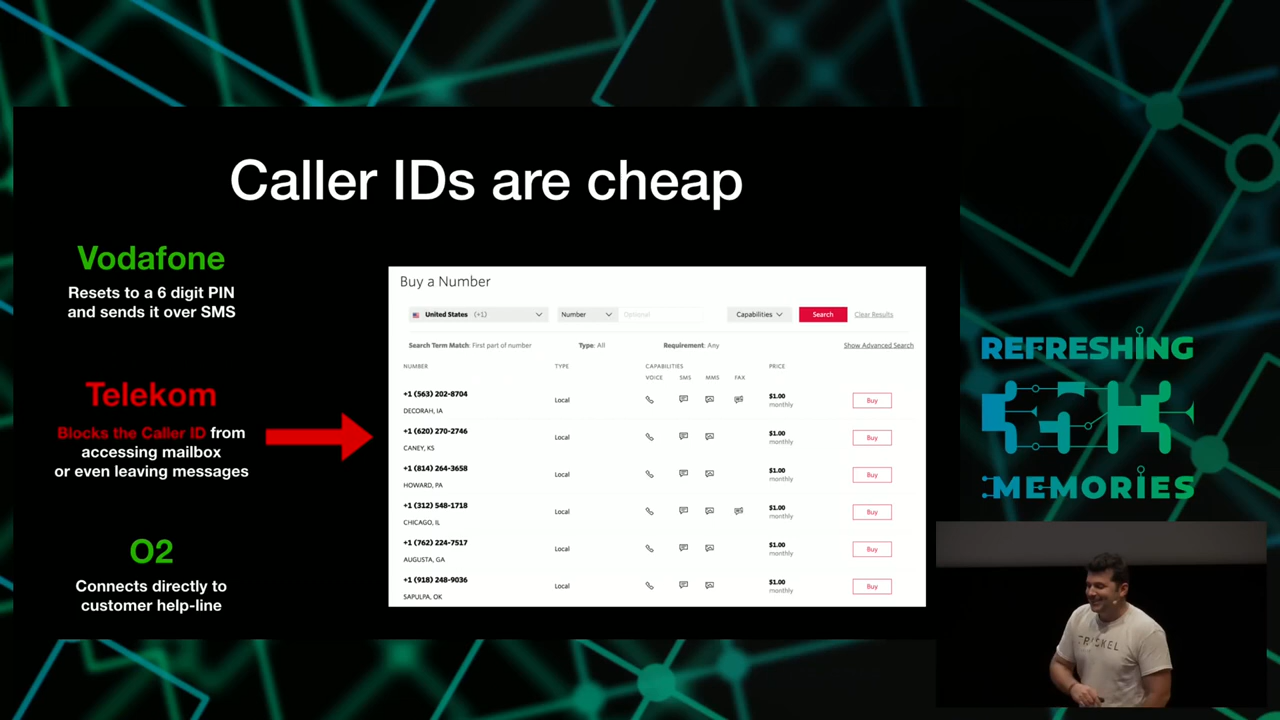 Caller IDs are cheap
Vodafone
Resets to a 6 digit PIN
and sends it over SMS
Telekom
Blocks the Caller ID from
accessing mailbox
or even leaving messages
O2
Connects directly to
customer help-line
Buy a Number
United States (+1) Number Optional Capabilities Search Clear Results
Search Term Match: First part of number Type: All Requirement: Any Show Advanced Search
NUMBER TYPE CAPABILITIES PRICE
VOICE SMS MMS FAX
+1 (563) 202-8704 Local $1.00 Buy
DECORAH, IA monthly
+1 (620) 270-2746 Local $1.00 Buy
CANEY, KS monthly
+1 (814) 264-3658 Local $1.00 Buy
HOWARD, PA monthly
+1 (312) 548-1718 Local $1.00 Buy
CHICAGO, IL monthly
+1 (762) 224-7517 Local $1.00 Buy
AUGUSTA, GA monthly
+1 (918) 248-9036 Local $1.00 Buy
SAPULPA, OK monthly
REFRESHING
35C3
MEMORIES